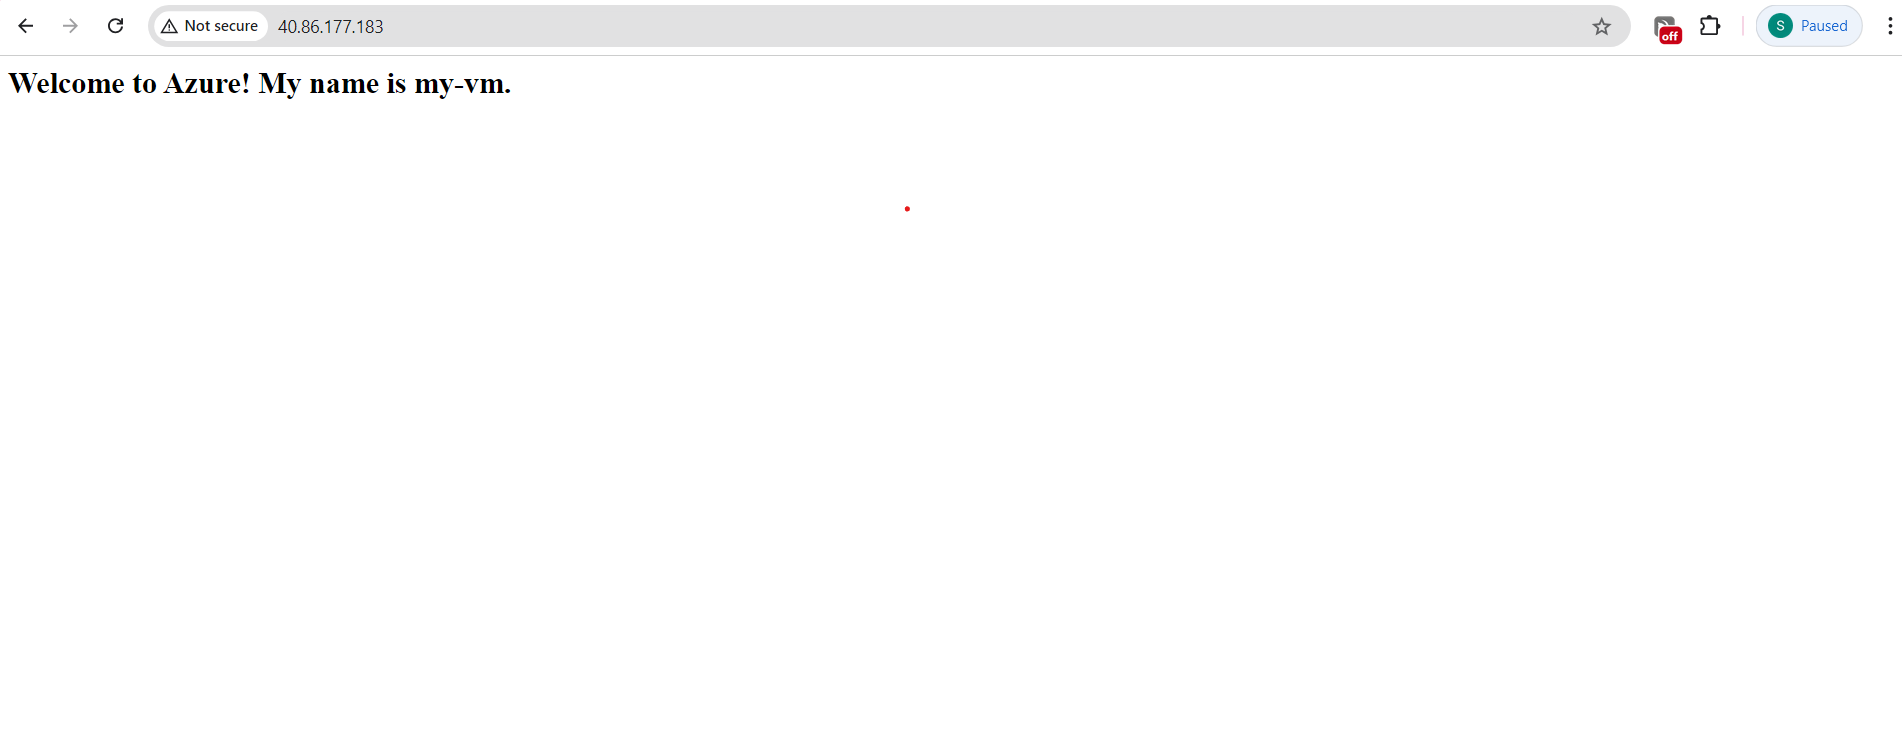 Not secure 40.86.177.183 off S Paused
Welcome to Azure! My name is my-vm.